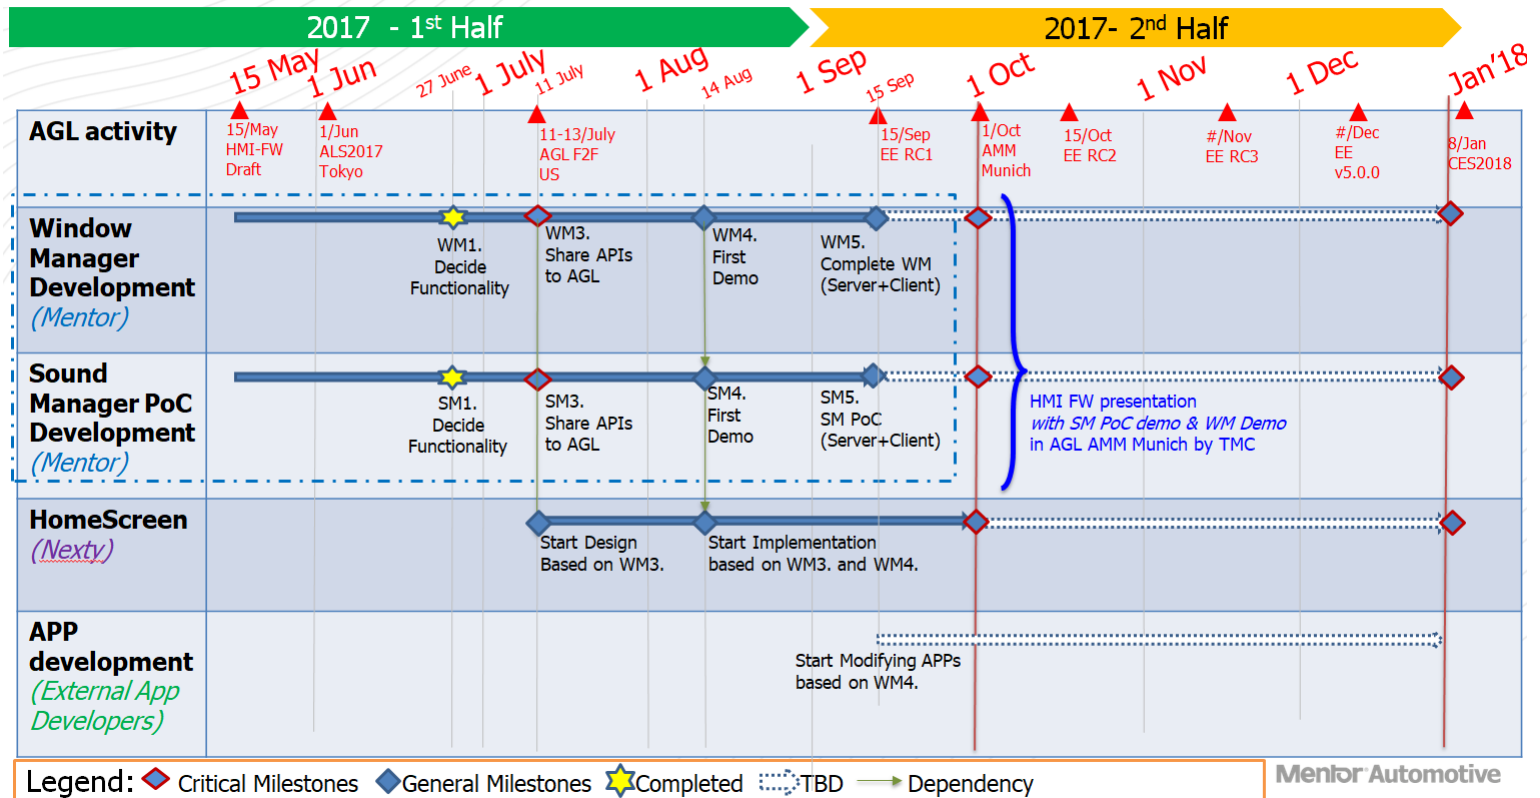 2017 - 1st Half
2017- 2nd Half
15 May
1 Jun
27 June
1 July
11 July
1 Aug
14 Aug
1 Sep
15 Sep
1 Oct
1 Nov
1 Dec
Jan'18
AGL activity
15/May
HMI-FW
Draft
1/Jun
ALS2017
Tokyo
11-13/July
AGL F2F
US
15/Sep
EE RC1
1/Oct
AMM
Munich
15/Oct
EE RC2
#/Nov
EE RC3
#/Dec
EE
v5.0.0
8/Jan
CES2018
Window
Manager
Development
(Mentor)
WM1.
Decide
Functionality
WM3.
Share APIs
to AGL
WM4.
First
Demo
WM5.
Complete WM
(Server+Client)
Sound
Manager PoC
Development
(Mentor)
SM1.
Decide
Functionality
SM3.
Share APIs
to AGL
SM4.
First
Demo
SM5.
SM PoC
(Server+Client)
HMI FW presentation
with SM PoC demo & WM Demo
in AGL AMM Munich by TMC
HomeScreen
(Nexty)
Start Design
Based on WM3.
Start Implementation
based on WM3. and WM4.
APP
development
(External App
Developers)
Start Modifying APPs
based on WM4.
Legend: Critical Milestones General Milestones Completed TBD Dependency
Mentor Automotive